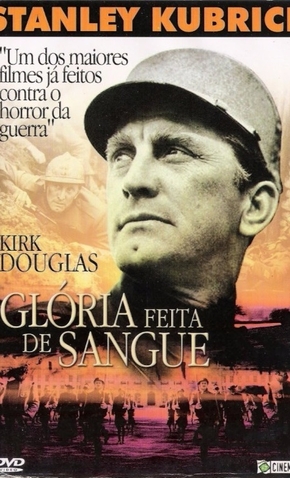 STANLEY KUBRICK
"Um dos maiores
filmes já feitos
contra o
horror da
guerra"
KIRK
DOUGLAS
GLÓRIA FEITA
DE SANGUE
DVD
VIDEO